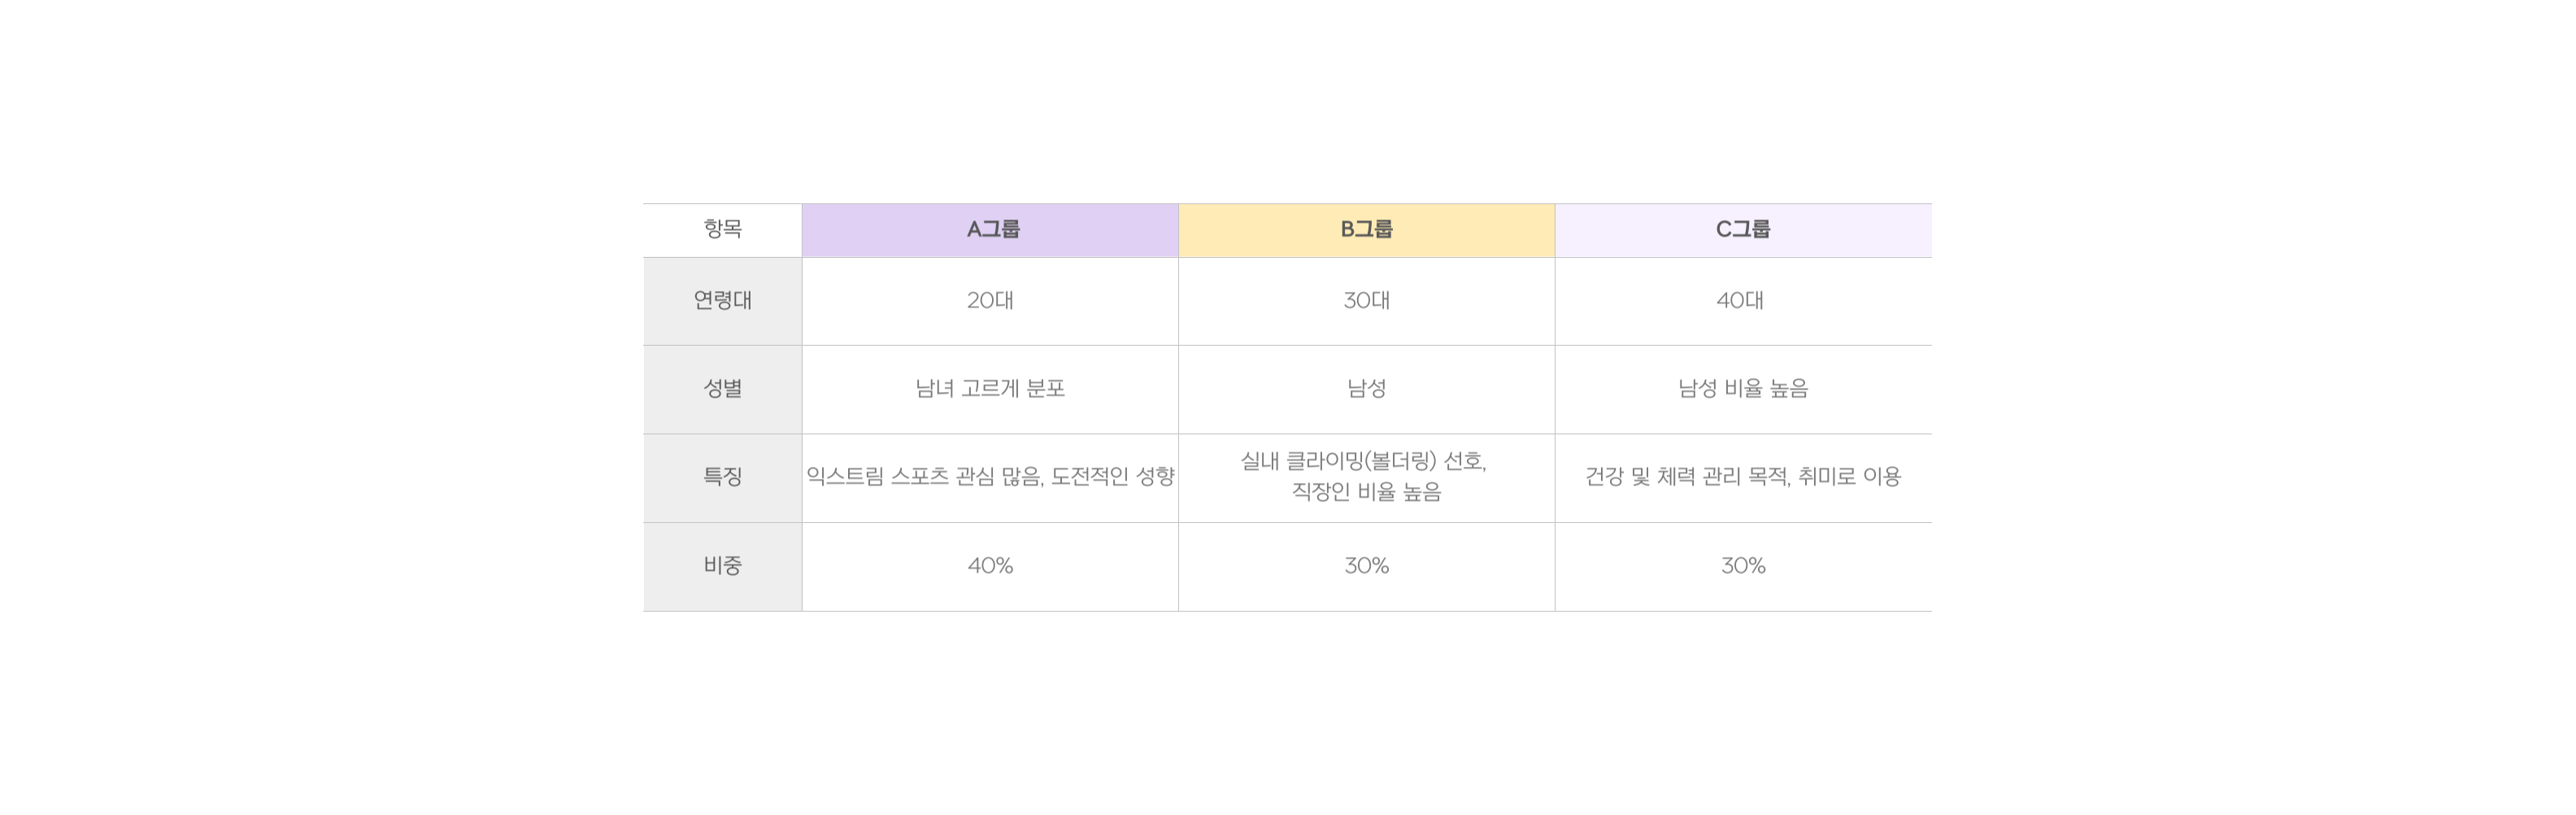 항목 A그룹 B그룹 C그룹
연령대 20대 30대 40대
성별 남녀 고르게 분포 남성 남성 비율 높음
특징 익스트림 스포츠 관심 많음, 도전적인 성향 실내 클라이밍(볼더링) 선호,
직장인 비율 높음 건강 및 체력 관리 목적, 취미로 이용
비중 40% 30% 30%